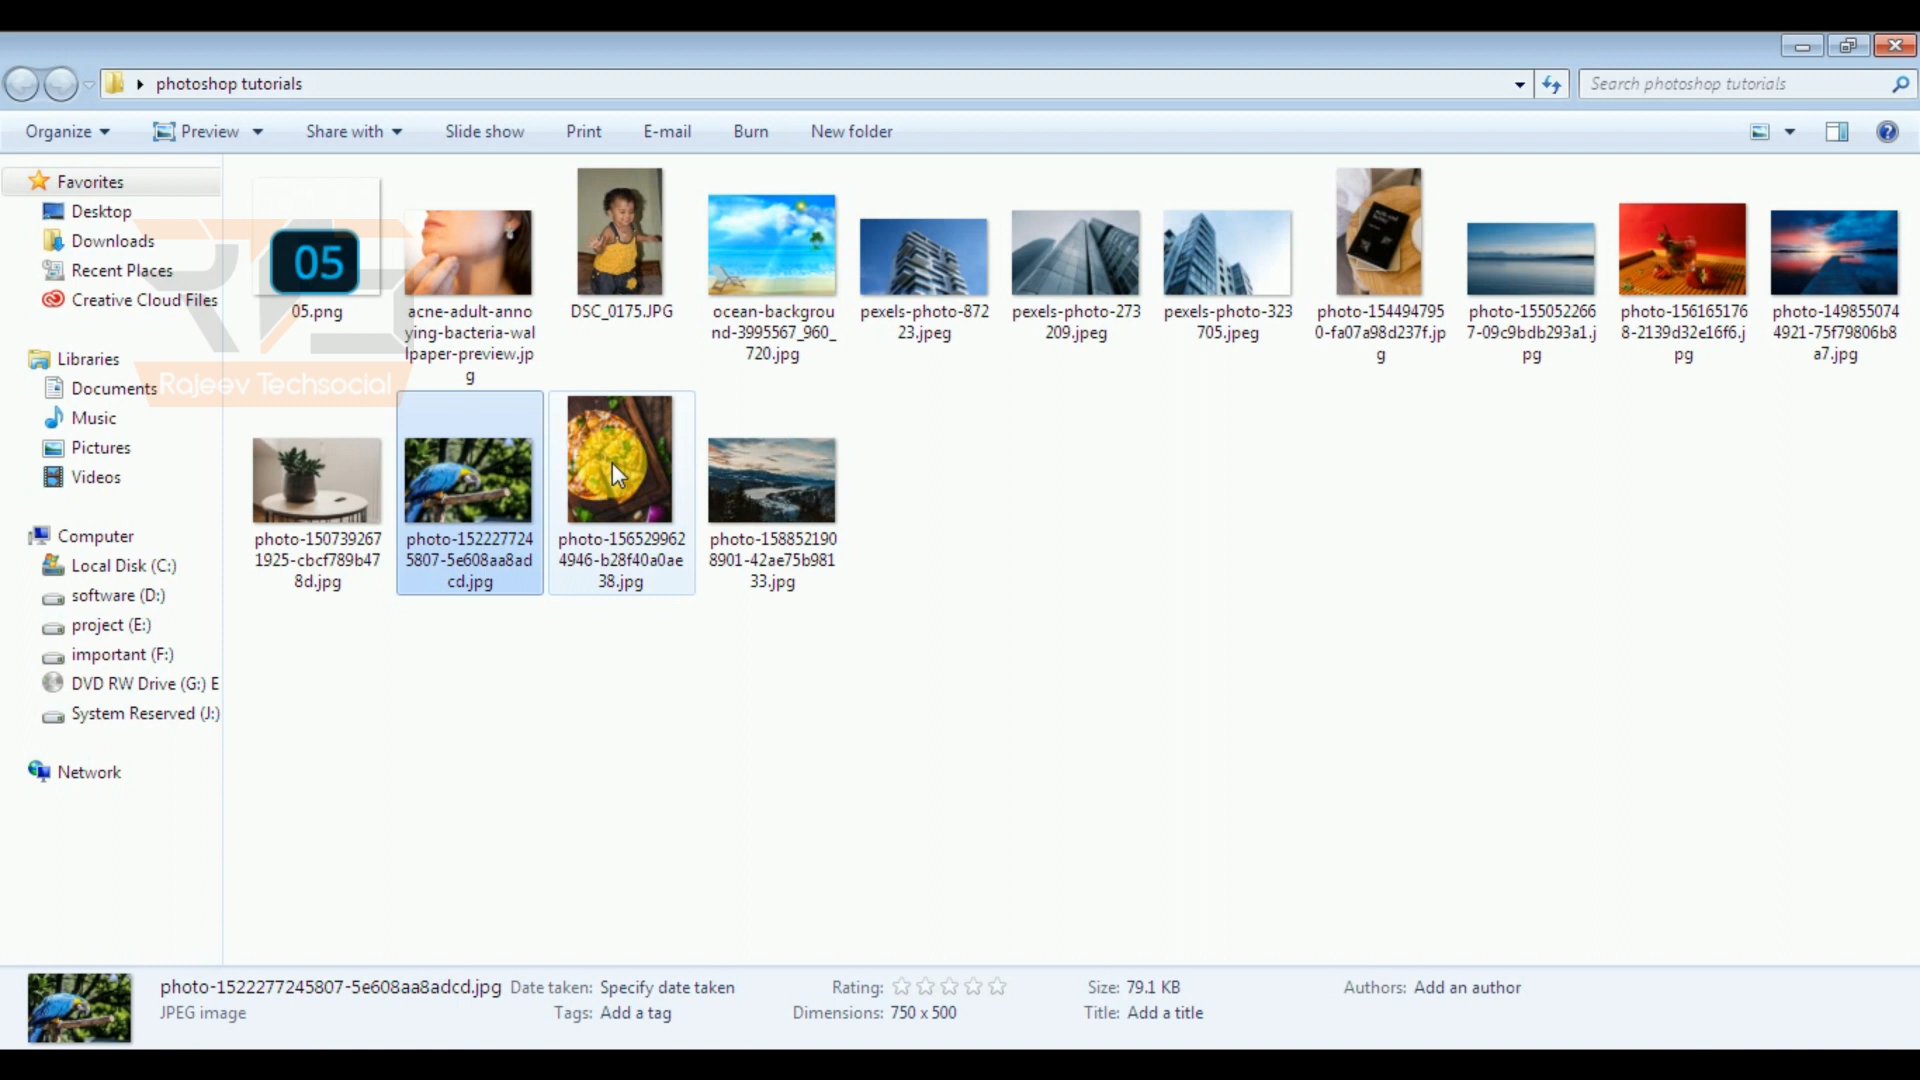 photoshop tutorials
Search photoshop tutorials
Organize Preview Share with Slide show Print E-mail Burn New folder
Favorites
Desktop
Downloads
Recent Places
Creative Cloud Files
Libraries
Documents
Music
Pictures
Videos
Computer
Local Disk (C:)
software (D:)
project (E:)
important (F:)
DVD RW Drive (G:) E
System Reserved (J:)
Network
Rajeev Techsocial
05
05.png
acne-adult-anno
ying-bacteria-wal
lpaper-preview.jp
g
DSC_0175.JPG
ocean-backgrou
nd-3995567_960_
720.jpg
pexels-photo-872
23.jpeg
pexels-photo-273
209.jpeg
pexels-photo-323
705.jpeg
photo-154494795
0-fa07a98d237f.jp
g
photo-155052266
7-09c9bdb293a1.j
pg
photo-156165176
8-2139d32e16f6.j
pg
photo-149855074
4921-75f79806b8
a7.jpg
photo-150739267
1925-cbcf789b47
8d.jpg
photo-152227724
5807-5e608aa8ad
cd.jpg
photo-156529962
4946-b28f40a0ae
38.jpg
photo-158852190
8901-42ae75b981
33.jpg
photo-1522277245807-5e608aa8adcd.jpg Date taken: Specify date taken Rating: Size: 79.1 KB Authors: Add an author
JPEG image Tags: Add a tag Dimensions: 750 x 500 Title: Add a title